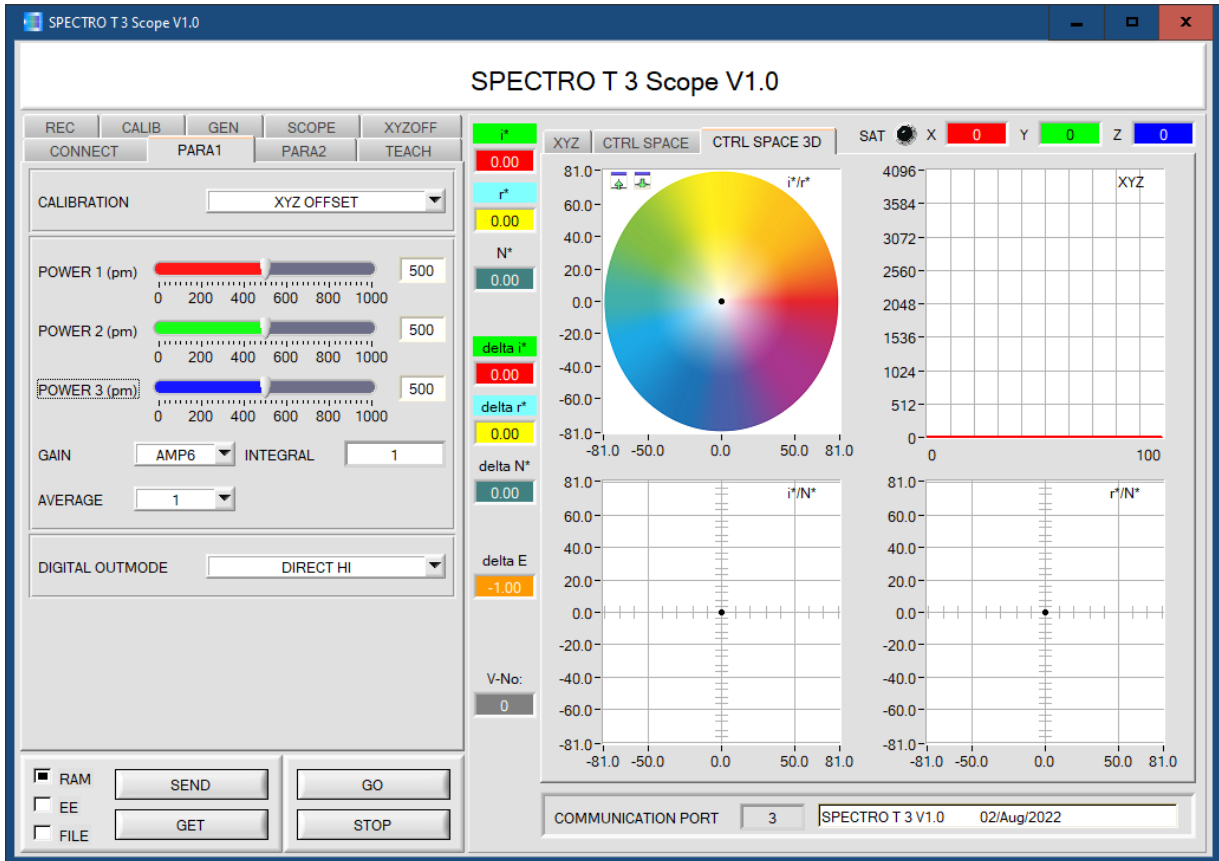 SPECTRO T 3 Scope V1.0
SPECTRO T 3 Scope V1.0
REC CALIB GEN SCOPE XYZOFF
CONNECT PARA1 PARA2 TEACH
CALIBRATION XYZ OFFSET
POWER 1 (pm) 500
0 200 400 600 800 1000
POWER 2 (pm) 500
0 200 400 600 800 1000
POWER 3 (pm) 500
0 200 400 600 800 1000
GAIN AMP6 INTEGRAL 1
AVERAGE 1
DIGITAL OUTMODE DIRECT HI
RAM
EE
FILE
SEND
GET
GO
STOP
i*
0.00
r*
0.00
N*
0.00
delta i*
0.00
delta r*
0.00
delta N*
0.00
delta E
-1.00
V-No:
0
XYZ CTRL SPACE CTRL SPACE 3D
SAT X 0 Y 0 Z 0
i*/r*
81.0
60.0
40.0
20.0
0.0
-20.0
-40.0
-60.0
-81.0
-81.0 -50.0 0.0 50.0 81.0
XYZ
4096
3584
3072
2560
2048
1536
1024
512
0
0 100
i*/N*
81.0
60.0
40.0
20.0
0.0
-20.0
-40.0
-60.0
-81.0
-81.0 -50.0 0.0 50.0 81.0
r*/N*
81.0
60.0
40.0
20.0
0.0
-20.0
-40.0
-60.0
-81.0
-81.0 -50.0 0.0 50.0 81.0
COMMUNICATION PORT 3 SPECTRO T 3 V1.0 02/Aug/2022